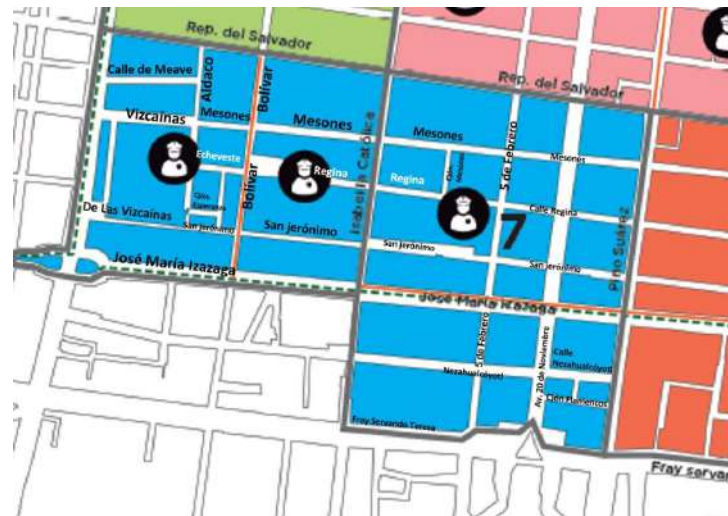 Rep. del Salvador
Rep. del Salvador
Calle de Meave
Aldaco
Bolívar
Vizcaínas
Mesones
Mesones
Mesones
Mesones
5 de Febrero
Isabella Católica
Echeveste
Regina
Regina
Calle Regina
Bolívar
7
Pino Suárez
De Las Vizcaínas
San Jerónimo
San Jerónimo
San Jerónimo
San Jerónimo
José María Izazaga
José María Izazaga
5 de Febrero
Av. 20 de Noviembre
Calle
Nezahualcóyotl
Nezahualcóyotl
Fray Servando Teresa
Fray servan